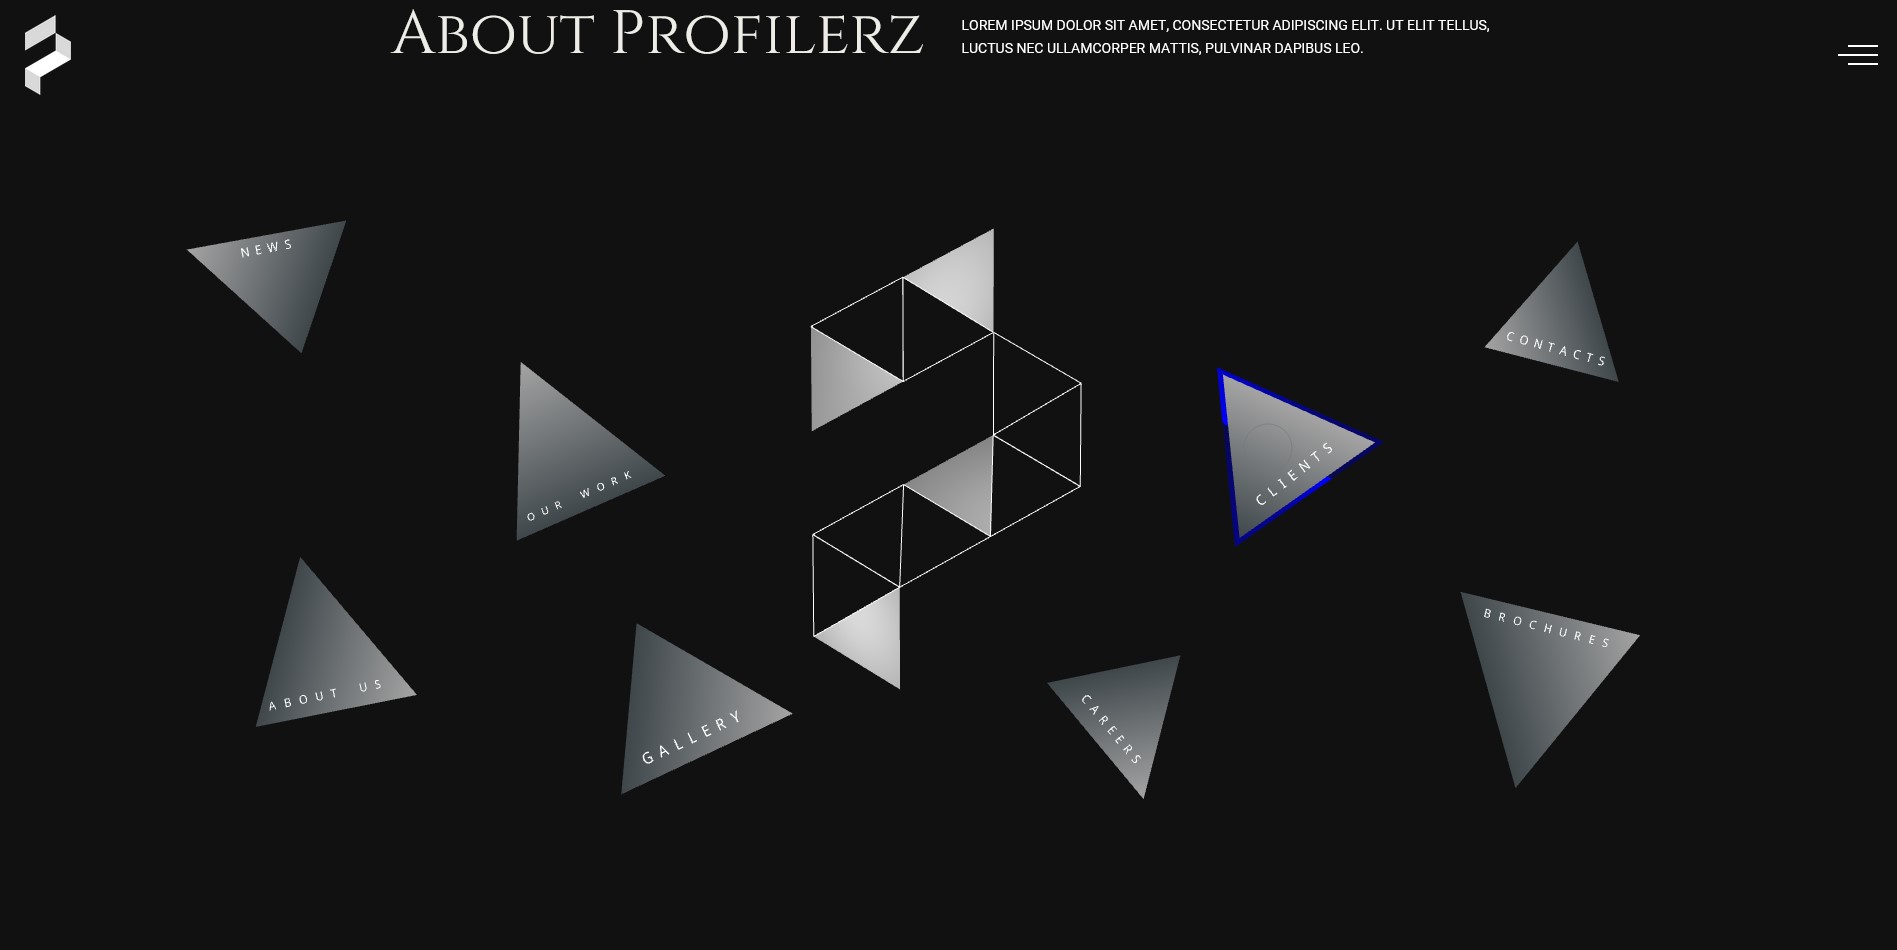 About Profilerz
LOREM IPSUM DOLOR SIT AMET, CONSECTETUR ADIPISCING ELIT. UT ELIT TELLUS,
LUCTUS NEC ULLAMCORPER MATTIS, PULVINAR DAPIBUS LEO.
NEWS
CONTACTS
OUR WORK
CLIENTS
BROCHURES
ABOUT US
GALLERY
CAREERS